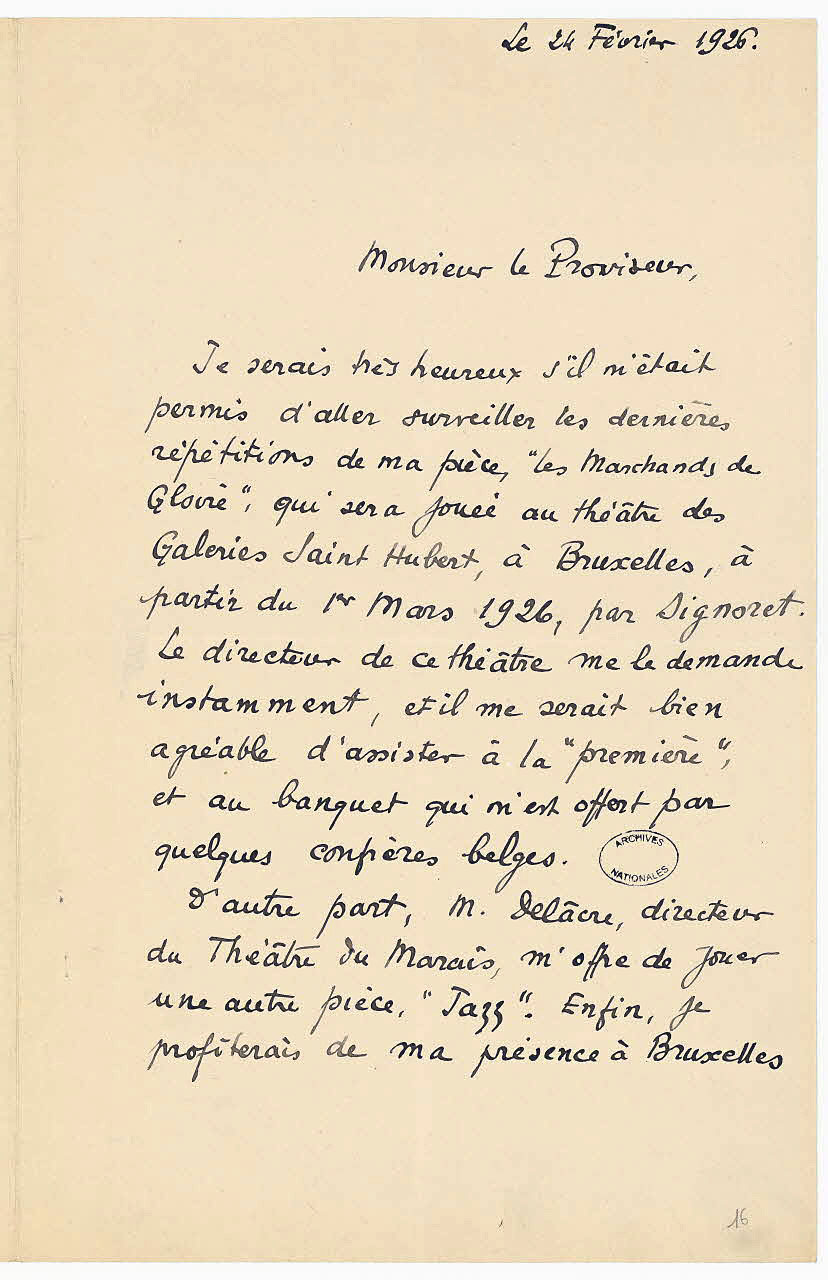 Le 24 Février 1926.
Monsieur le Proviseur,
Je serais très heureux s'il m'était
permis d'aller surveiller les dernières
répétitions de ma pièce, "les Marchands de
Gloire", qui sera jouée au théâtre des
Galeries Saint Hubert, à Bruxelles, à
partir du 1er Mars 1926, par Signoret.
Le directeur de ce théâtre me le demande
instamment, et il me serait bien
agréable d'assister à la "première",
et au banquet qui m'est offert par
quelques confrères belges.
ARCHIVES
NATIONALES
D'autre part, M. Delâcre, directeur
du Théâtre du Marais, m'offre de jouer
une autre pièce, "Jazz". Enfin, je
profiterais de ma présence à Bruxelles
16